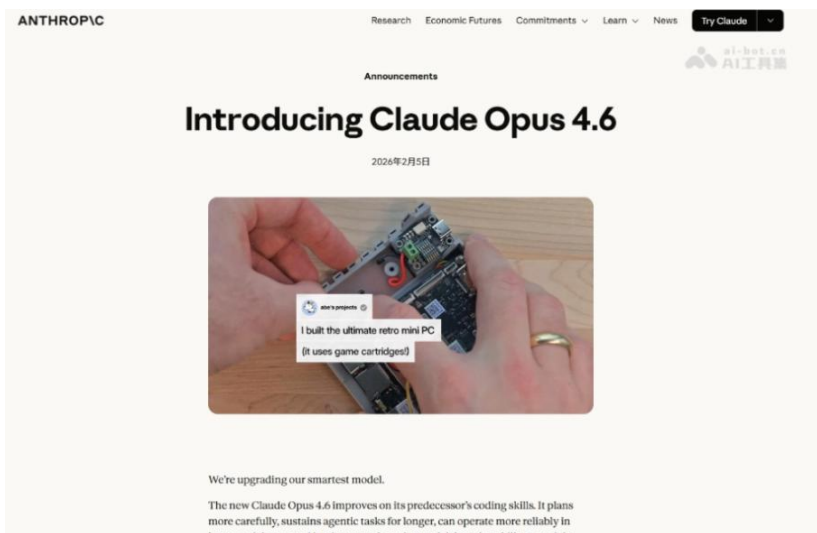 ANTHROP\C
Research Economic Futures Commitments Learn News Try Claude
ai-bot.cn
AI工具集
Announcements
Introducing Claude Opus 4.6
2026年2月5日
abe's projects
I built the ultimate retro mini PC
(it uses game cartridges!)
We're upgrading our smartest model.
The new Claude Opus 4.6 improves on its predecessor's coding skills. It plans
more carefully, sustains agentic tasks for longer, can operate more reliably in